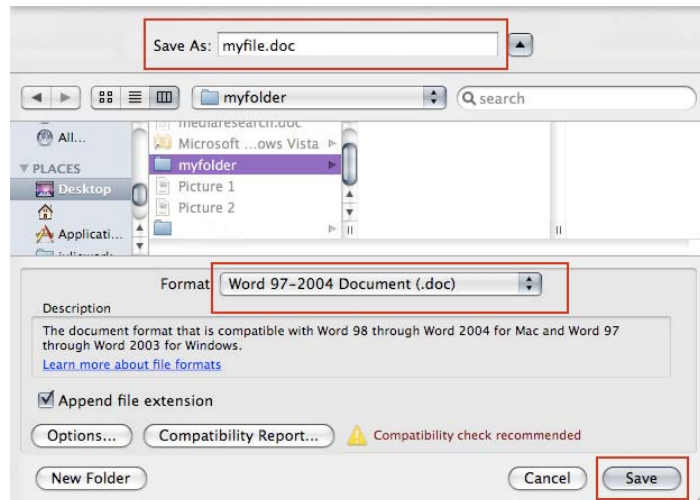 Save As: myfile.doc
myfolder
search
All...
mediaresearch.doc
Microsoft ...ows Vista
PLACES
myfolder
Desktop
Picture 1
Picture 2
Applicati...
Format Word 97-2004 Document (.doc)
Description
The document format that is compatible with Word 98 through Word 2004 for Mac and Word 97
through Word 2003 for Windows.
Learn more about file formats
Append file extension
Options...
Compatibility Report...
Compatibility check recommended
New Folder
Cancel
Save